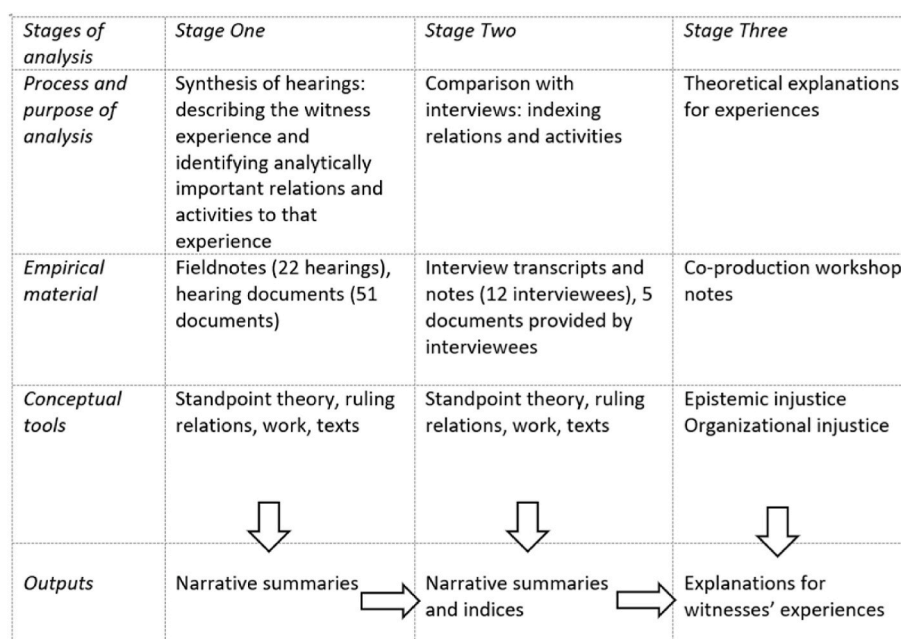 Stages of analysis
Stage One
Stage Two
Stage Three
Process and purpose of analysis
Synthesis of hearings:
describing the witness
experience and
identifying analytically
important relations and
activities to that
experience
Comparison with
interviews: indexing
relations and activities
Theoretical explanations
for experiences
Empirical
material
Fieldnotes (22 hearings),
hearing documents (51
documents)
Interview transcripts and
notes (12 interviewees), 5
documents provided by
interviewees
Co-production workshop
notes
Conceptual
tools
Standpoint theory, ruling
relations, work, texts
Standpoint theory, ruling
relations, work, texts
Epistemic injustice
Organizational injustice
Outputs
Narrative summaries
Narrative summaries
and indices
Explanations for
witnesses’ experiences